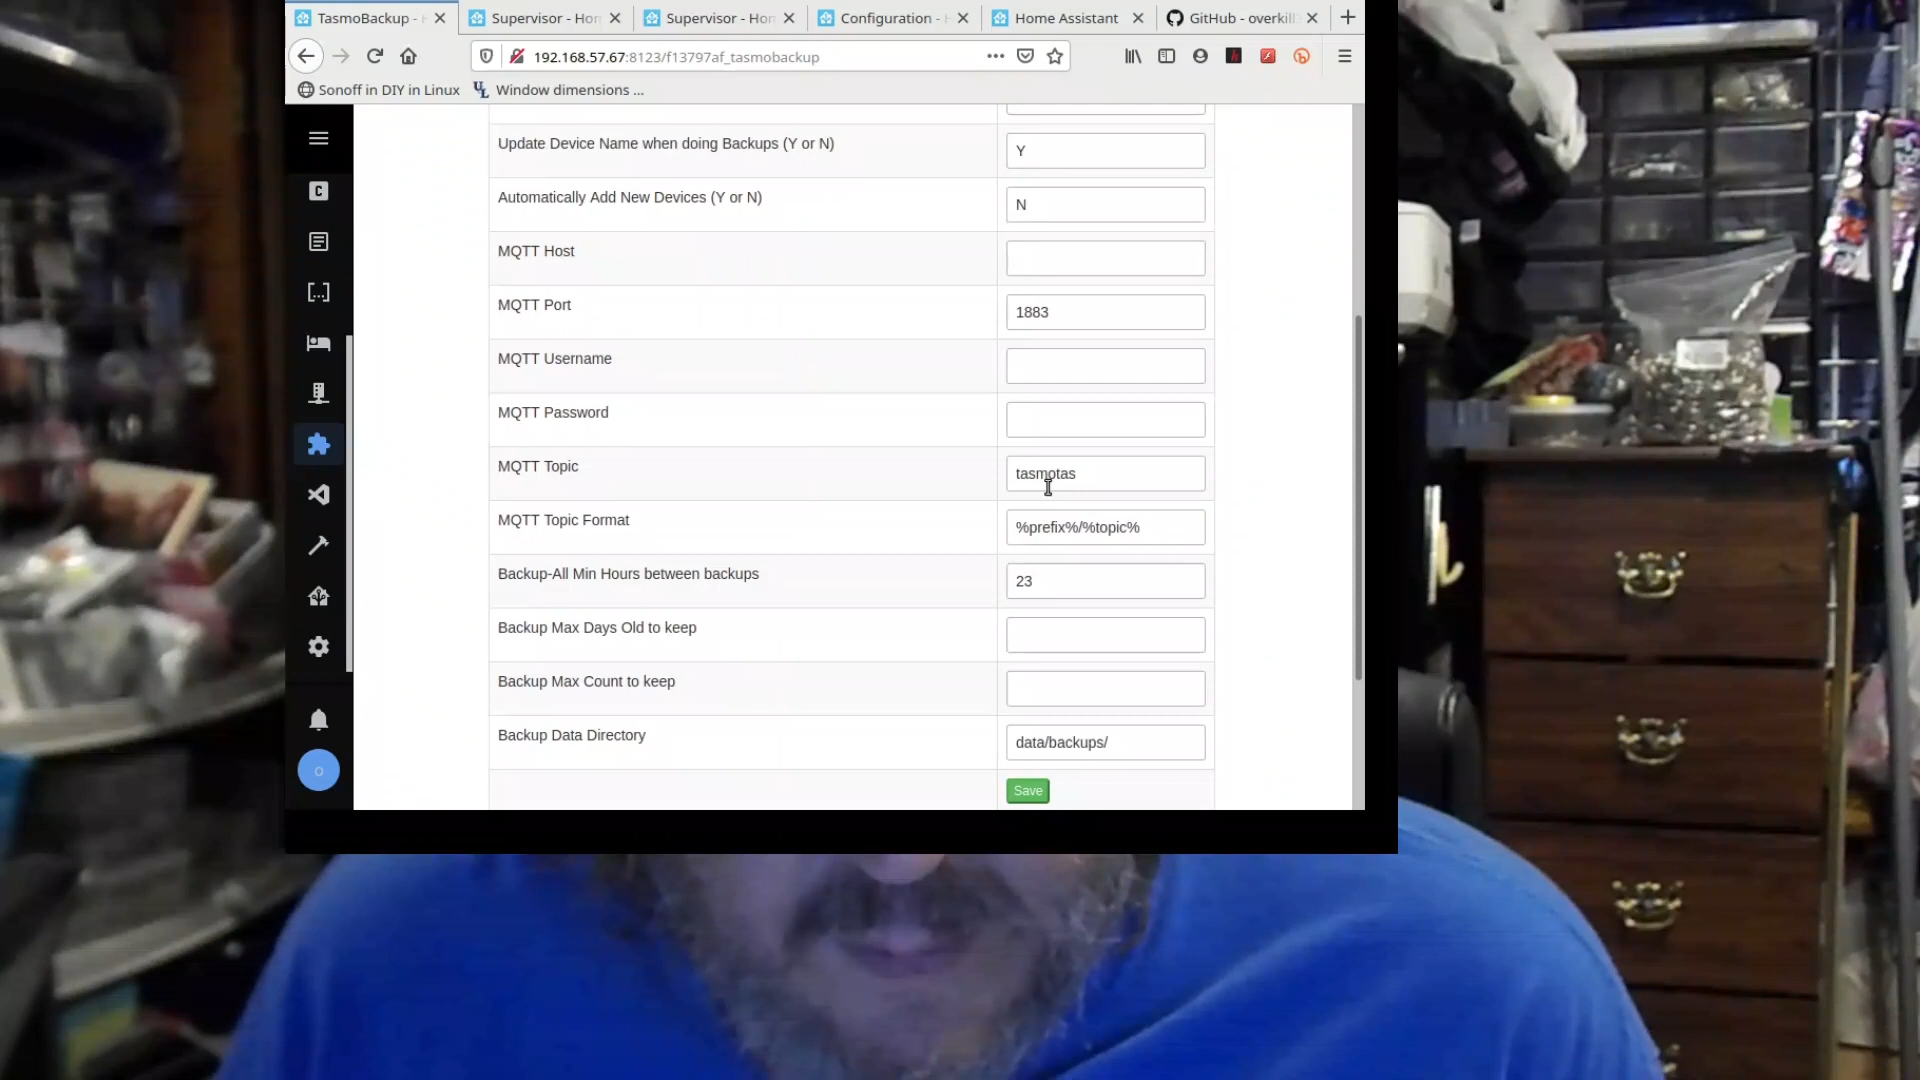 TasmoBackup - H
Supervisor - Hom
Supervisor - Hom
Configuration - H
Home Assistant
GitHub - overkill
192.168.57.67:8123/f13797af_tasmobackup
Sonoff in DIY in Linux
UL Window dimensions ...
Update Device Name when doing Backups (Y or N)
Y
Automatically Add New Devices (Y or N)
N
MQTT Host
MQTT Port
1883
MQTT Username
MQTT Password
MQTT Topic
tasmotas
MQTT Topic Format
%prefix%/%topic%
Backup-All Min Hours between backups
23
Backup Max Days Old to keep
Backup Max Count to keep
Backup Data Directory
data/backups/
Save
C
[...]
o